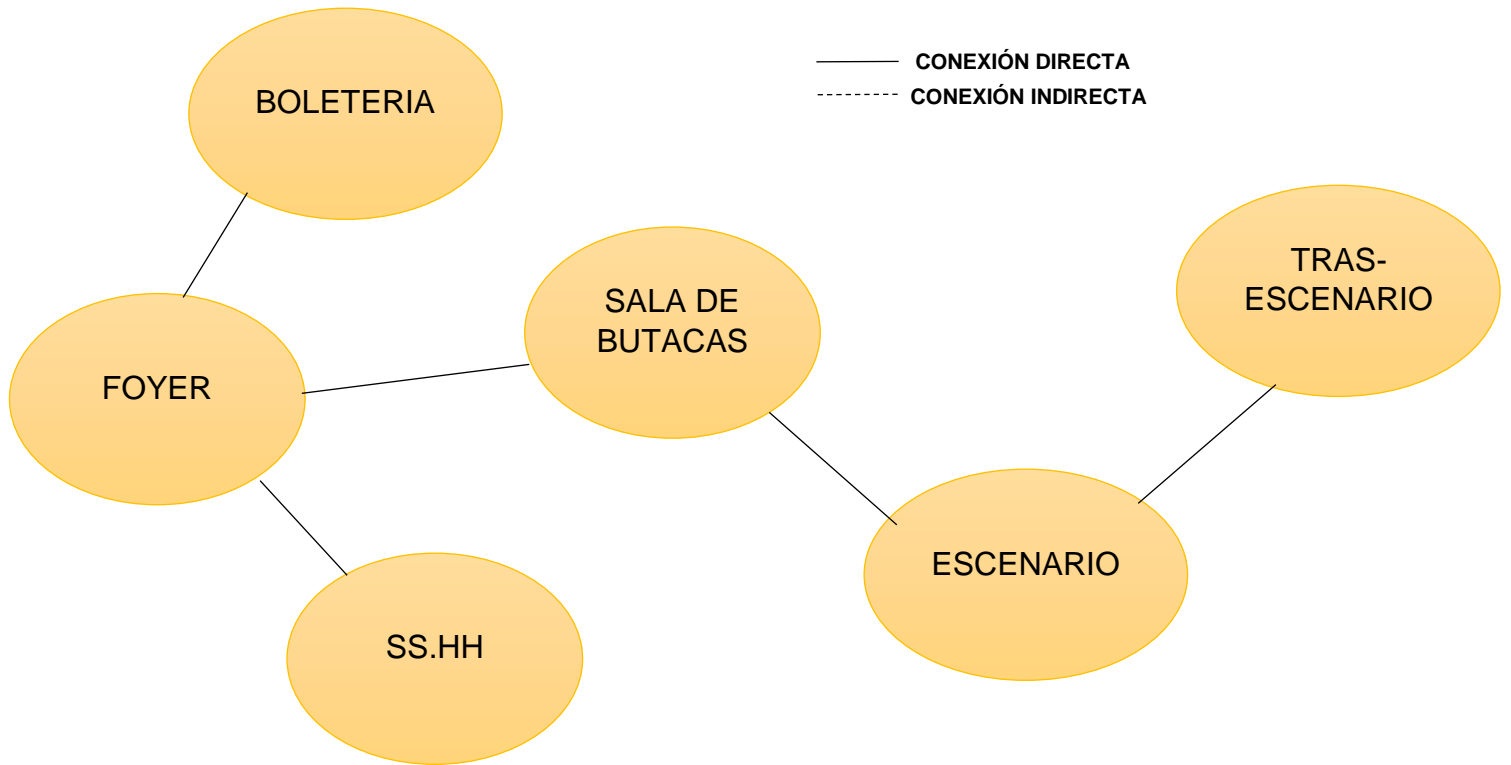 BOLETERIA
CONEXIÓN DIRECTA
CONEXIÓN INDIRECTA
SALA DE
BUTACAS
TRAS-
ESCENARIO
FOYER
ESCENARIO
SS.HH